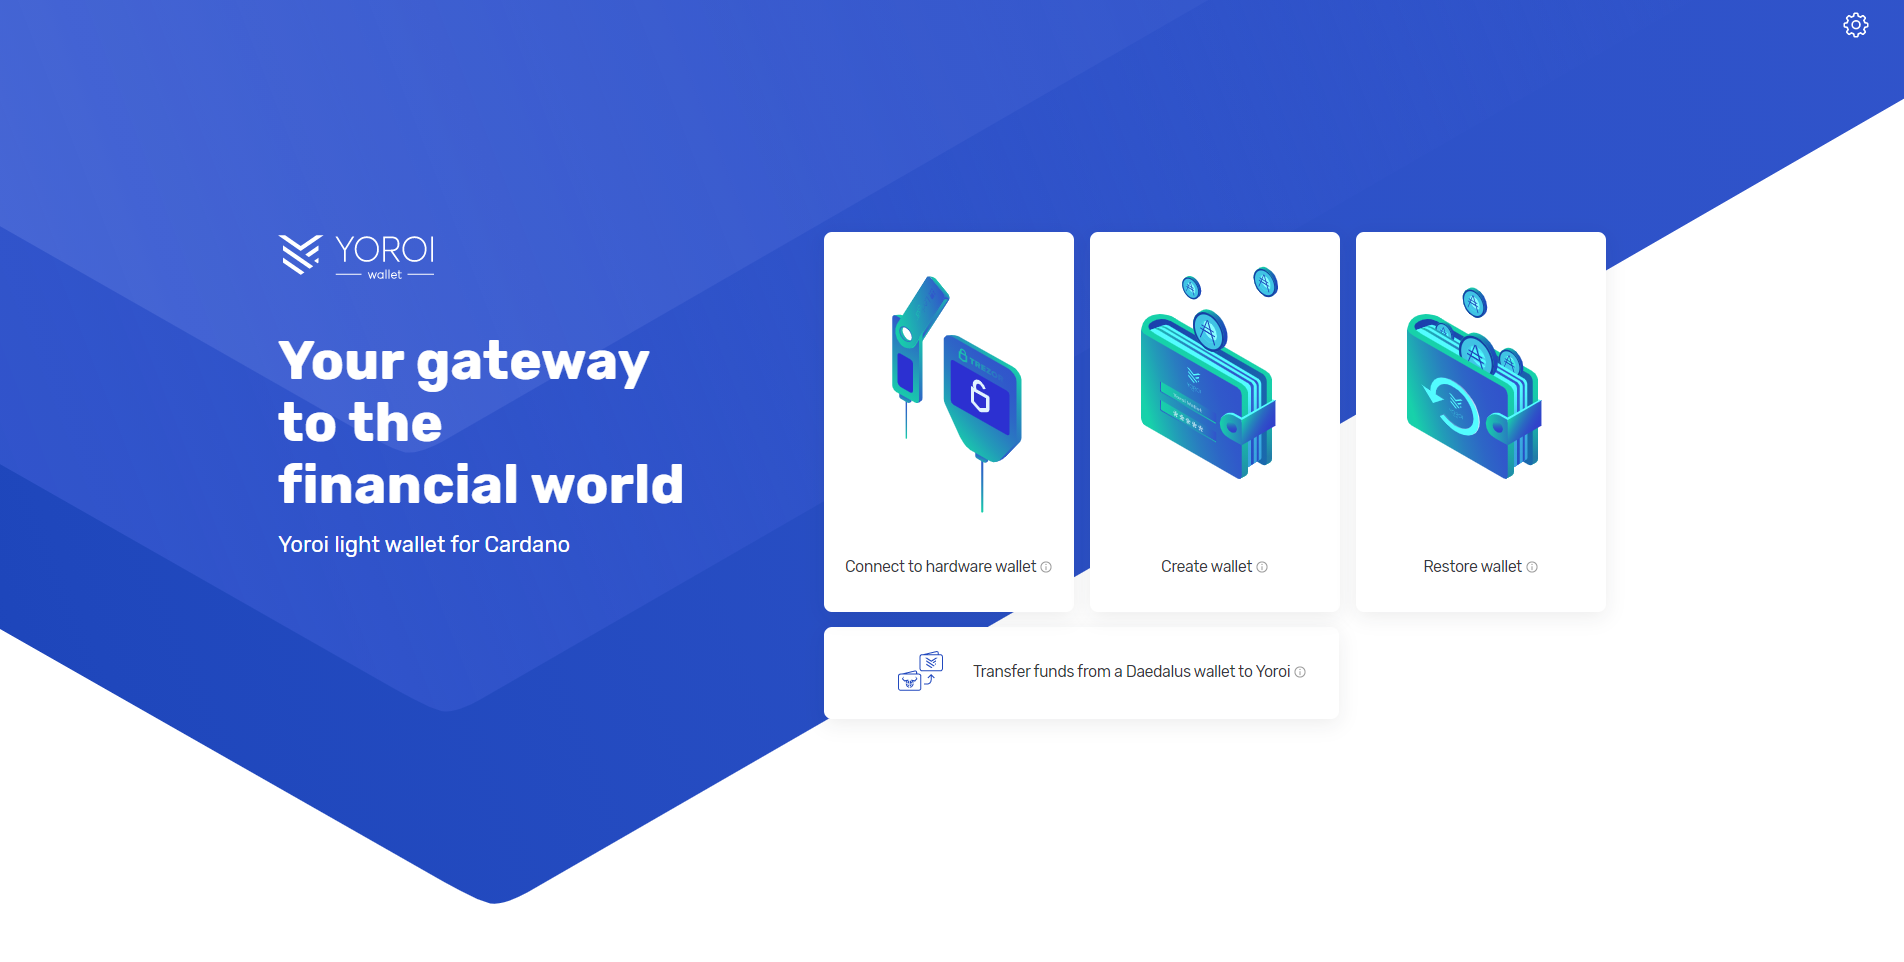 YOROI
wallet
Your gateway
to the
financial world
Yoroi light wallet for Cardano
TREZOR
Connect to hardware wallet
Create wallet
Restore wallet
Transfer funds from a Daedalus wallet to Yoroi